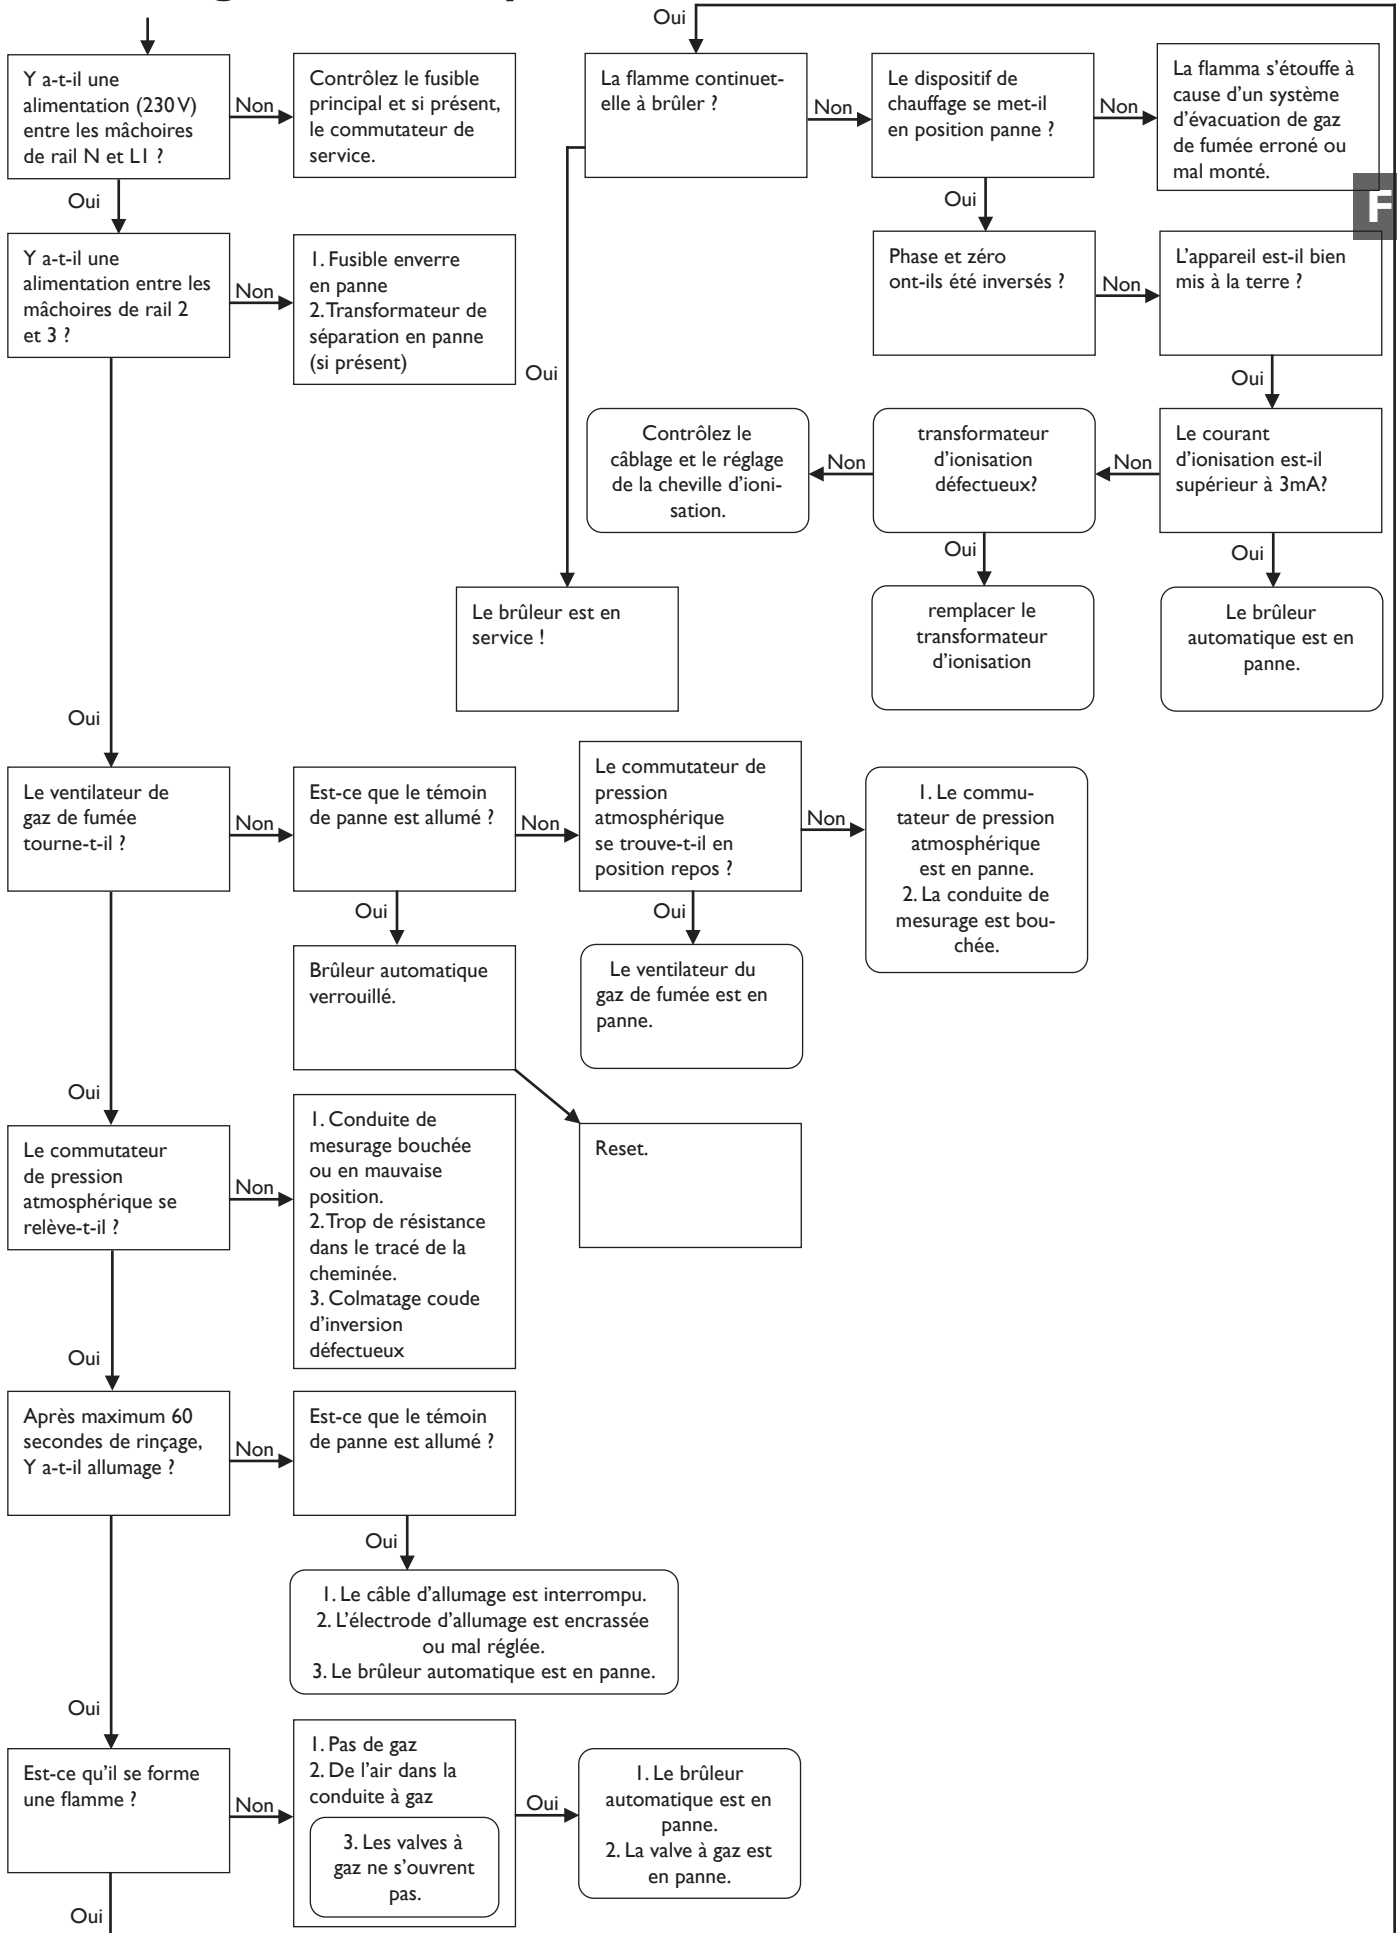 Y a-t-il une
alimentation (230 V)
entre les mâchoires
de rail N et L1 ?
Non
Contrôlez le fusible
principal et si présent,
le commutateur de
service.
Oui
Y a-t-il une
alimentation entre les
mâchoires de rail 2
et 3 ?
Non
1. Fusible enverre
en panne
2. Transformateur de
séparation en panne
(si présent)
Oui
Oui
La flamme continuet-
elle à brûler ?
Non
Le dispositif de
chauffage se met-il
en position panne ?
Non
La flamma s'étouffe à
cause d'un système
d'évacuation de gaz
de fumée erroné ou
mal monté.
F
Oui
Phase et zéro
ont-ils été inversés ?
Non
L'appareil est-il bien
mis à la terre ?
Oui
Oui
Contrôlez le
câblage et le réglage
de la cheville d'ioni-
sation.
Non
transformateur
d'ionisation
défectueux?
Non
Le courant
d'ionisation est-il
supérieur à 3mA?
Oui
Oui
Le brûleur est en
service !
remplacer le
transformateur
d'ionisation
Le brûleur
automatique est en
panne.
Le ventilateur de
gaz de fumée
tourne-t-il ?
Non
Est-ce que le témoin
de panne est allumé ?
Non
Le commutateur de
pression
atmosphérique
se trouve-t-il en
position repos ?
Non
1. Le commu-
tateur de pression
atmosphérique
est en panne.
2. La conduite de
mesurage est bou-
chée.
Oui
Oui
Brûleur automatique
verrouillé.
Le ventilateur du
gaz de fumée est en
panne.
Oui
Reset.
Le commutateur
de pression
atmosphérique se
relève-t-il ?
Non
1. Conduite de
mesurage bouchée
ou en mauvaise
position.
2. Trop de résistance
dans le tracé de la
cheminée.
3. Colmatage coude
d'inversion
défectueux
Oui
Après maximum 60
secondes de rinçage,
Y a-t-il allumage ?
Non
Est-ce que le témoin
de panne est allumé ?
Oui
1. Le câble d'allumage est interrompu.
2. L'électrode d'allumage est encrassée
ou mal réglée.
3. Le brûleur automatique est en panne.
Oui
Est-ce qu'il se forme
une flamme ?
Non
1. Pas de gaz
2. De l'air dans la
conduite à gaz
3. Les valves à
gaz ne s'ouvrent
pas.
Oui
1. Le brûleur
automatique est en
panne.
2. La valve à gaz est
en panne.
Oui